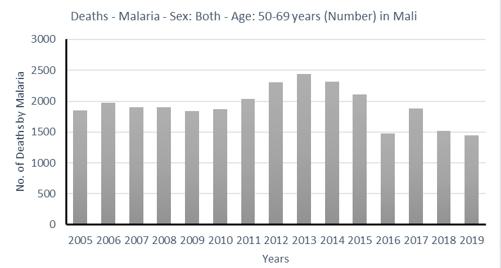 Deaths - Malaria - Sex: Both - Age: 50-69 years (Number) in Mali
3000
2500
2000
1500
1000
500
0
No. of Deaths by Malaria
2005 2006 2007 2008 2009 2010 2011 2012 2013 2014 2015 2016 2017 2018 2019
Years